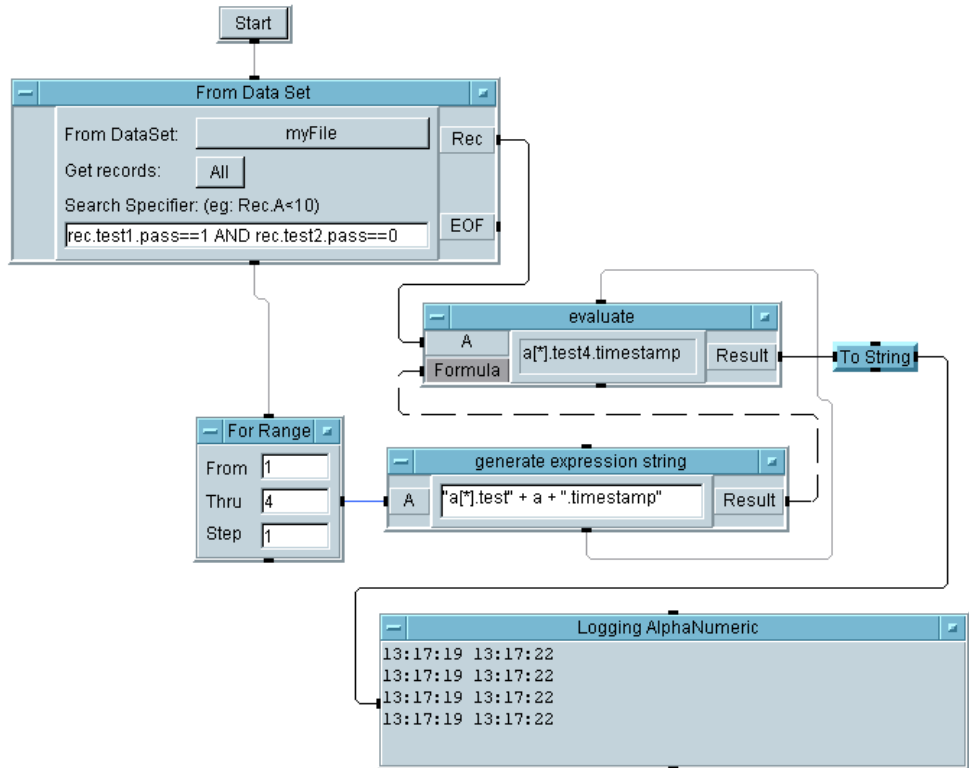 Start
From Data Set
From DataSet: myFile
Rec
Get records: All
Search Specifier: (eg: Rec.A<10)
EOF
rec.test1.pass==1 AND rec.test2.pass==0
evaluate
A
a[*].test4.timestamp
Result
Formula
To String
For Range
From 1
Thru 4
Step 1
generate expression string
A
"a[*].test" + a + ".timestamp"
Result
Logging AlphaNumeric
13:17:19 13:17:22
13:17:19 13:17:22
13:17:19 13:17:22
13:17:19 13:17:22